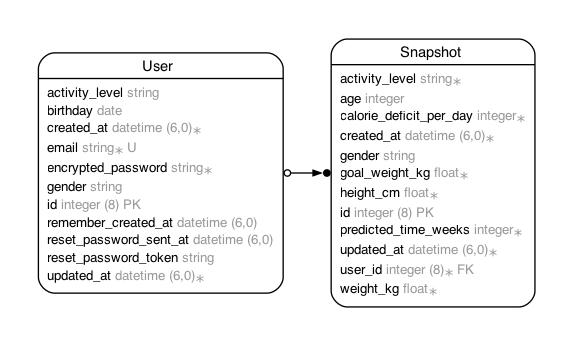 User
activity_level string
birthday date
created_at datetime (6,0)∗
email string∗ U
encrypted_password string∗
gender string
id integer (8) PK
remember_created_at datetime (6,0)
reset_password_sent_at datetime (6,0)
reset_password_token string
updated_at datetime (6,0)∗
Snapshot
activity_level string∗
age integer
calorie_deficit_per_day integer∗
created_at datetime (6,0)∗
gender string
goal_weight_kg float∗
height_cm float∗
id integer (8) PK
predicted_time_weeks integer∗
updated_at datetime (6,0)∗
user_id integer (8)∗ FK
weight_kg float∗